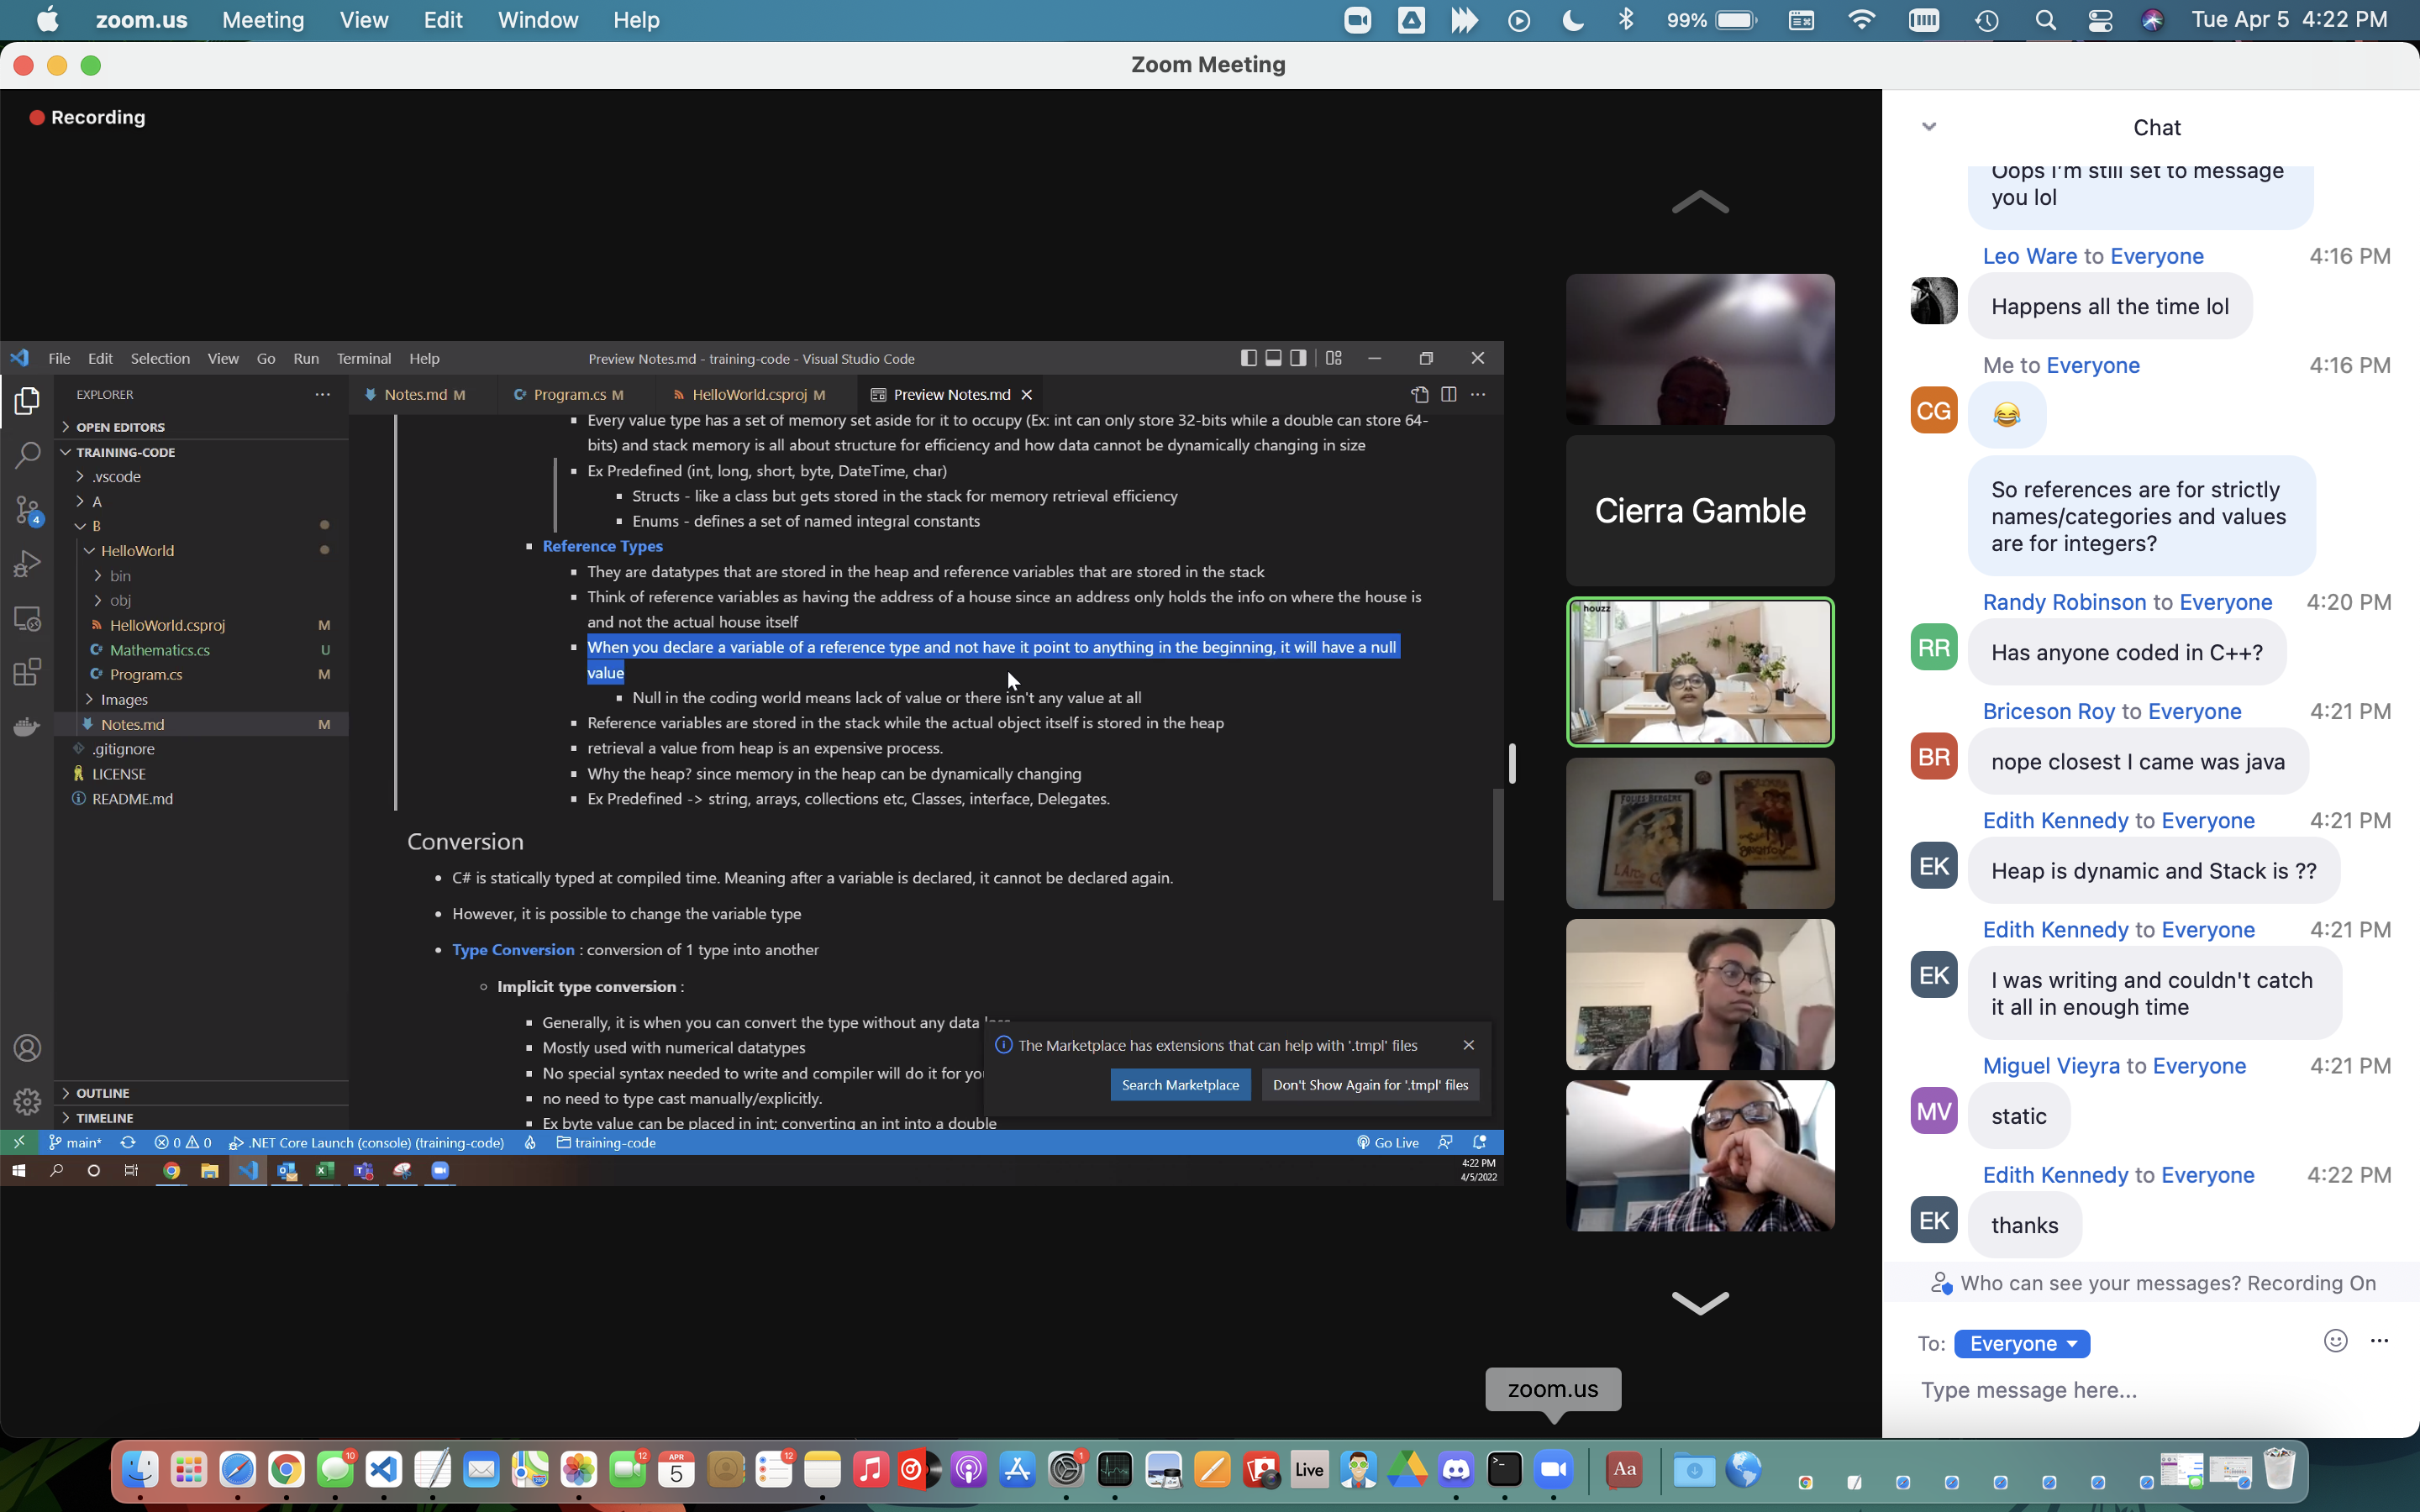 zoom.us Meeting View Edit Window Help
99%
Tue Apr 5 4:22 PM
Zoom Meeting
Recording
File Edit Selection View Go Run Terminal Help
Preview Notes.md - training-code - Visual Studio Code
EXPLORER
Notes.md M
Program.cs M
HelloWorld.csproj M
Preview Notes.md
OPEN EDITORS
TRAINING-CODE
.vscode
A
B
HelloWorld
bin
obj
HelloWorld.csproj M
Mathematics.cs U
Program.cs M
Images
Notes.md M
.gitignore
LICENSE
README.md
OUTLINE
TIMELINE
4
Every value type has a set of memory set aside for it to occupy (Ex: int can only store 32-bits while a double can store 64-
bits) and stack memory is all about structure for efficiency and how data cannot be dynamically changing in size
Ex Predefined (int, long, short, byte, DateTime, char)
Structs - like a class but gets stored in the stack for memory retrieval efficiency
Enums - defines a set of named integral constants
Reference Types
They are datatypes that are stored in the heap and reference variables that are stored in the stack
Think of reference variables as having the address of a house since an address only holds the info on where the house is
and not the actual house itself
When you declare a variable of a reference type and not have it point to anything in the beginning, it will have a null
value
Null in the coding world means lack of value or there isn't any value at all
Reference variables are stored in the stack while the actual object itself is stored in the heap
retrieval a value from heap is an expensive process.
Why the heap? since memory in the heap can be dynamically changing
Ex Predefined -> string, arrays, collections etc, Classes, interface, Delegates.
Conversion
C# is statically typed at compiled time. Meaning after a variable is declared, it cannot be declared again.
However, it is possible to change the variable type
Type Conversion : conversion of 1 type into another
Implicit type conversion :
Generally, it is when you can convert the type without any data
Mostly used with numerical datatypes
No special syntax needed to write and compiler will do it for yo
no need to type cast manually/explicitly.
Ex byte value can be placed in int; converting an int into a double
The Marketplace has extensions that can help with '.tmpl' files
Search Marketplace
Don't Show Again for '.tmpl' files
main* 0 0 .NET Core Launch (console) (training-code) training-code
Go Live
4:22 PM
4/5/2022
Cierra Gamble
houzz
FOLIES BERGÈRE
Chat
Oops I'm still set to message
you lol
Leo Ware to Everyone 4:16 PM
Happens all the time lol
Me to Everyone 4:16 PM
CG 😂
So references are for strictly
names/categories and values
are for integers?
Randy Robinson to Everyone 4:20 PM
RR Has anyone coded in C++?
Briceson Roy to Everyone 4:21 PM
BR nope closest I came was java
Edith Kennedy to Everyone 4:21 PM
EK Heap is dynamic and Stack is ??
Edith Kennedy to Everyone 4:21 PM
EK I was writing and couldn't catch
it all in enough time
Miguel Vieyra to Everyone 4:21 PM
MV static
Edith Kennedy to Everyone 4:22 PM
EK thanks
Who can see your messages? Recording On
To: Everyone
Type message here...
zoom.us
10
12
APR
5
12
1
Live
Aa